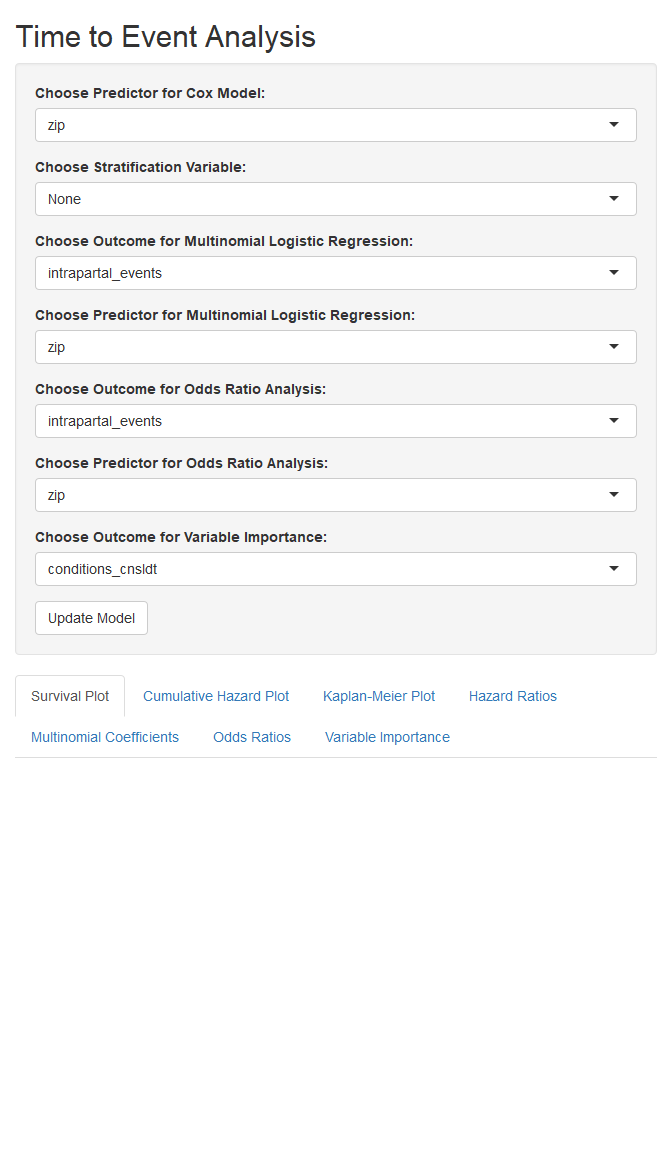 Time to Event Analysis
Choose Predictor for Cox Model:
zip
Choose Stratification Variable:
None
Choose Outcome for Multinomial Logistic Regression:
intrapartal_events
Choose Predictor for Multinomial Logistic Regression:
zip
Choose Outcome for Odds Ratio Analysis:
intrapartal_events
Choose Predictor for Odds Ratio Analysis:
zip
Choose Outcome for Variable Importance:
conditions_cnsldt
Update Model
Survival Plot Cumulative Hazard Plot Kaplan-Meier Plot Hazard Ratios
Multinomial Coefficients Odds Ratios Variable Importance